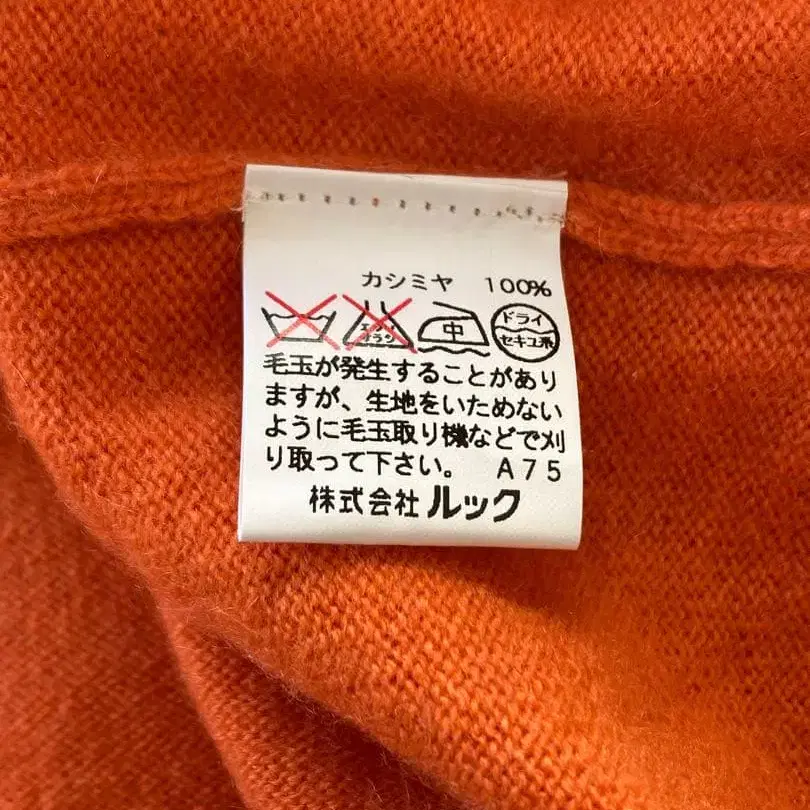 カシミヤ 100%
エンソ サラシ 中 ドライ
セキユ系
毛玉が発生することがあり
ますが、生地をいためない
ように毛玉取り機などで刈
り取って下さい。 A75
株式会社 ルック